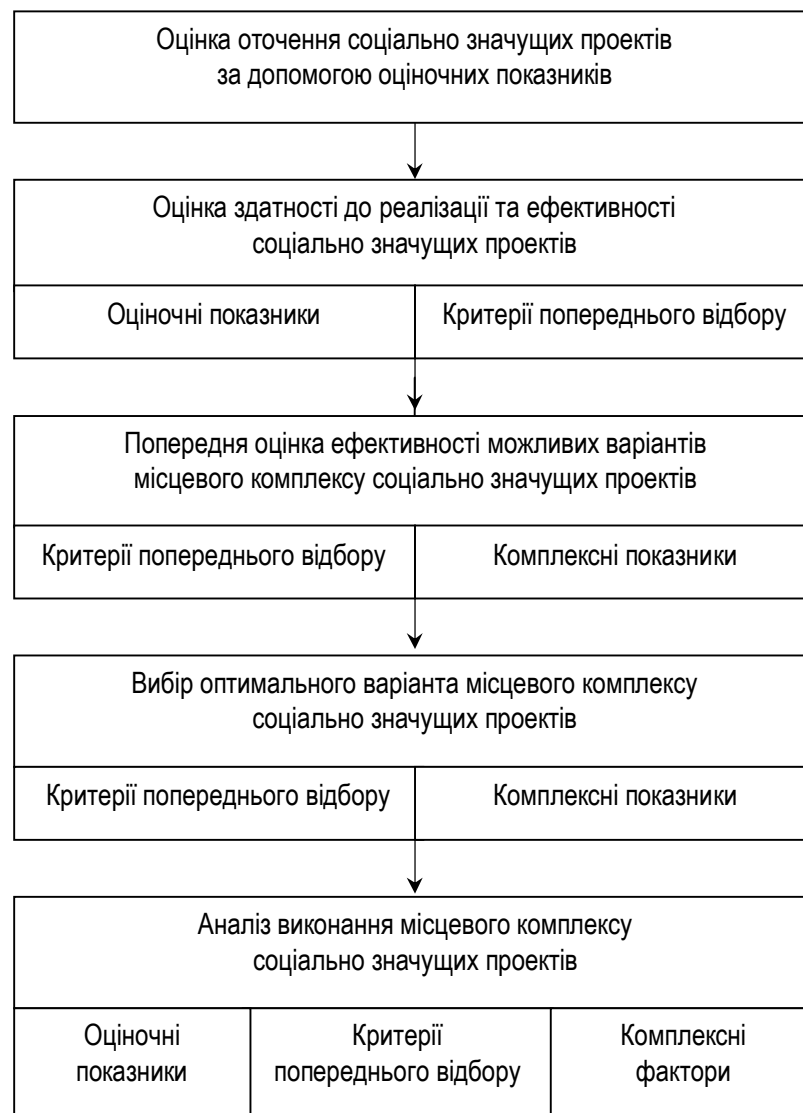 Оцінка оточення соціально значущих проектів
за допомогою оціночних показників
Оцінка здатності до реалізації та ефективності
соціально значущих проектів
Оціночні показники
Критерії попереднього відбору
Попередня оцінка ефективності можливих варіантів
місцевого комплексу соціально значущих проектів
Критерії попереднього відбору
Комплексні показники
Вибір оптимального варіанта місцевого комплексу
соціально значущих проектів
Критерії попереднього відбору
Комплексні показники
Аналіз виконання місцевого комплексу
соціально значущих проектів
Оціночні
показники
Критерії
попереднього відбору
Комплексні
фактори